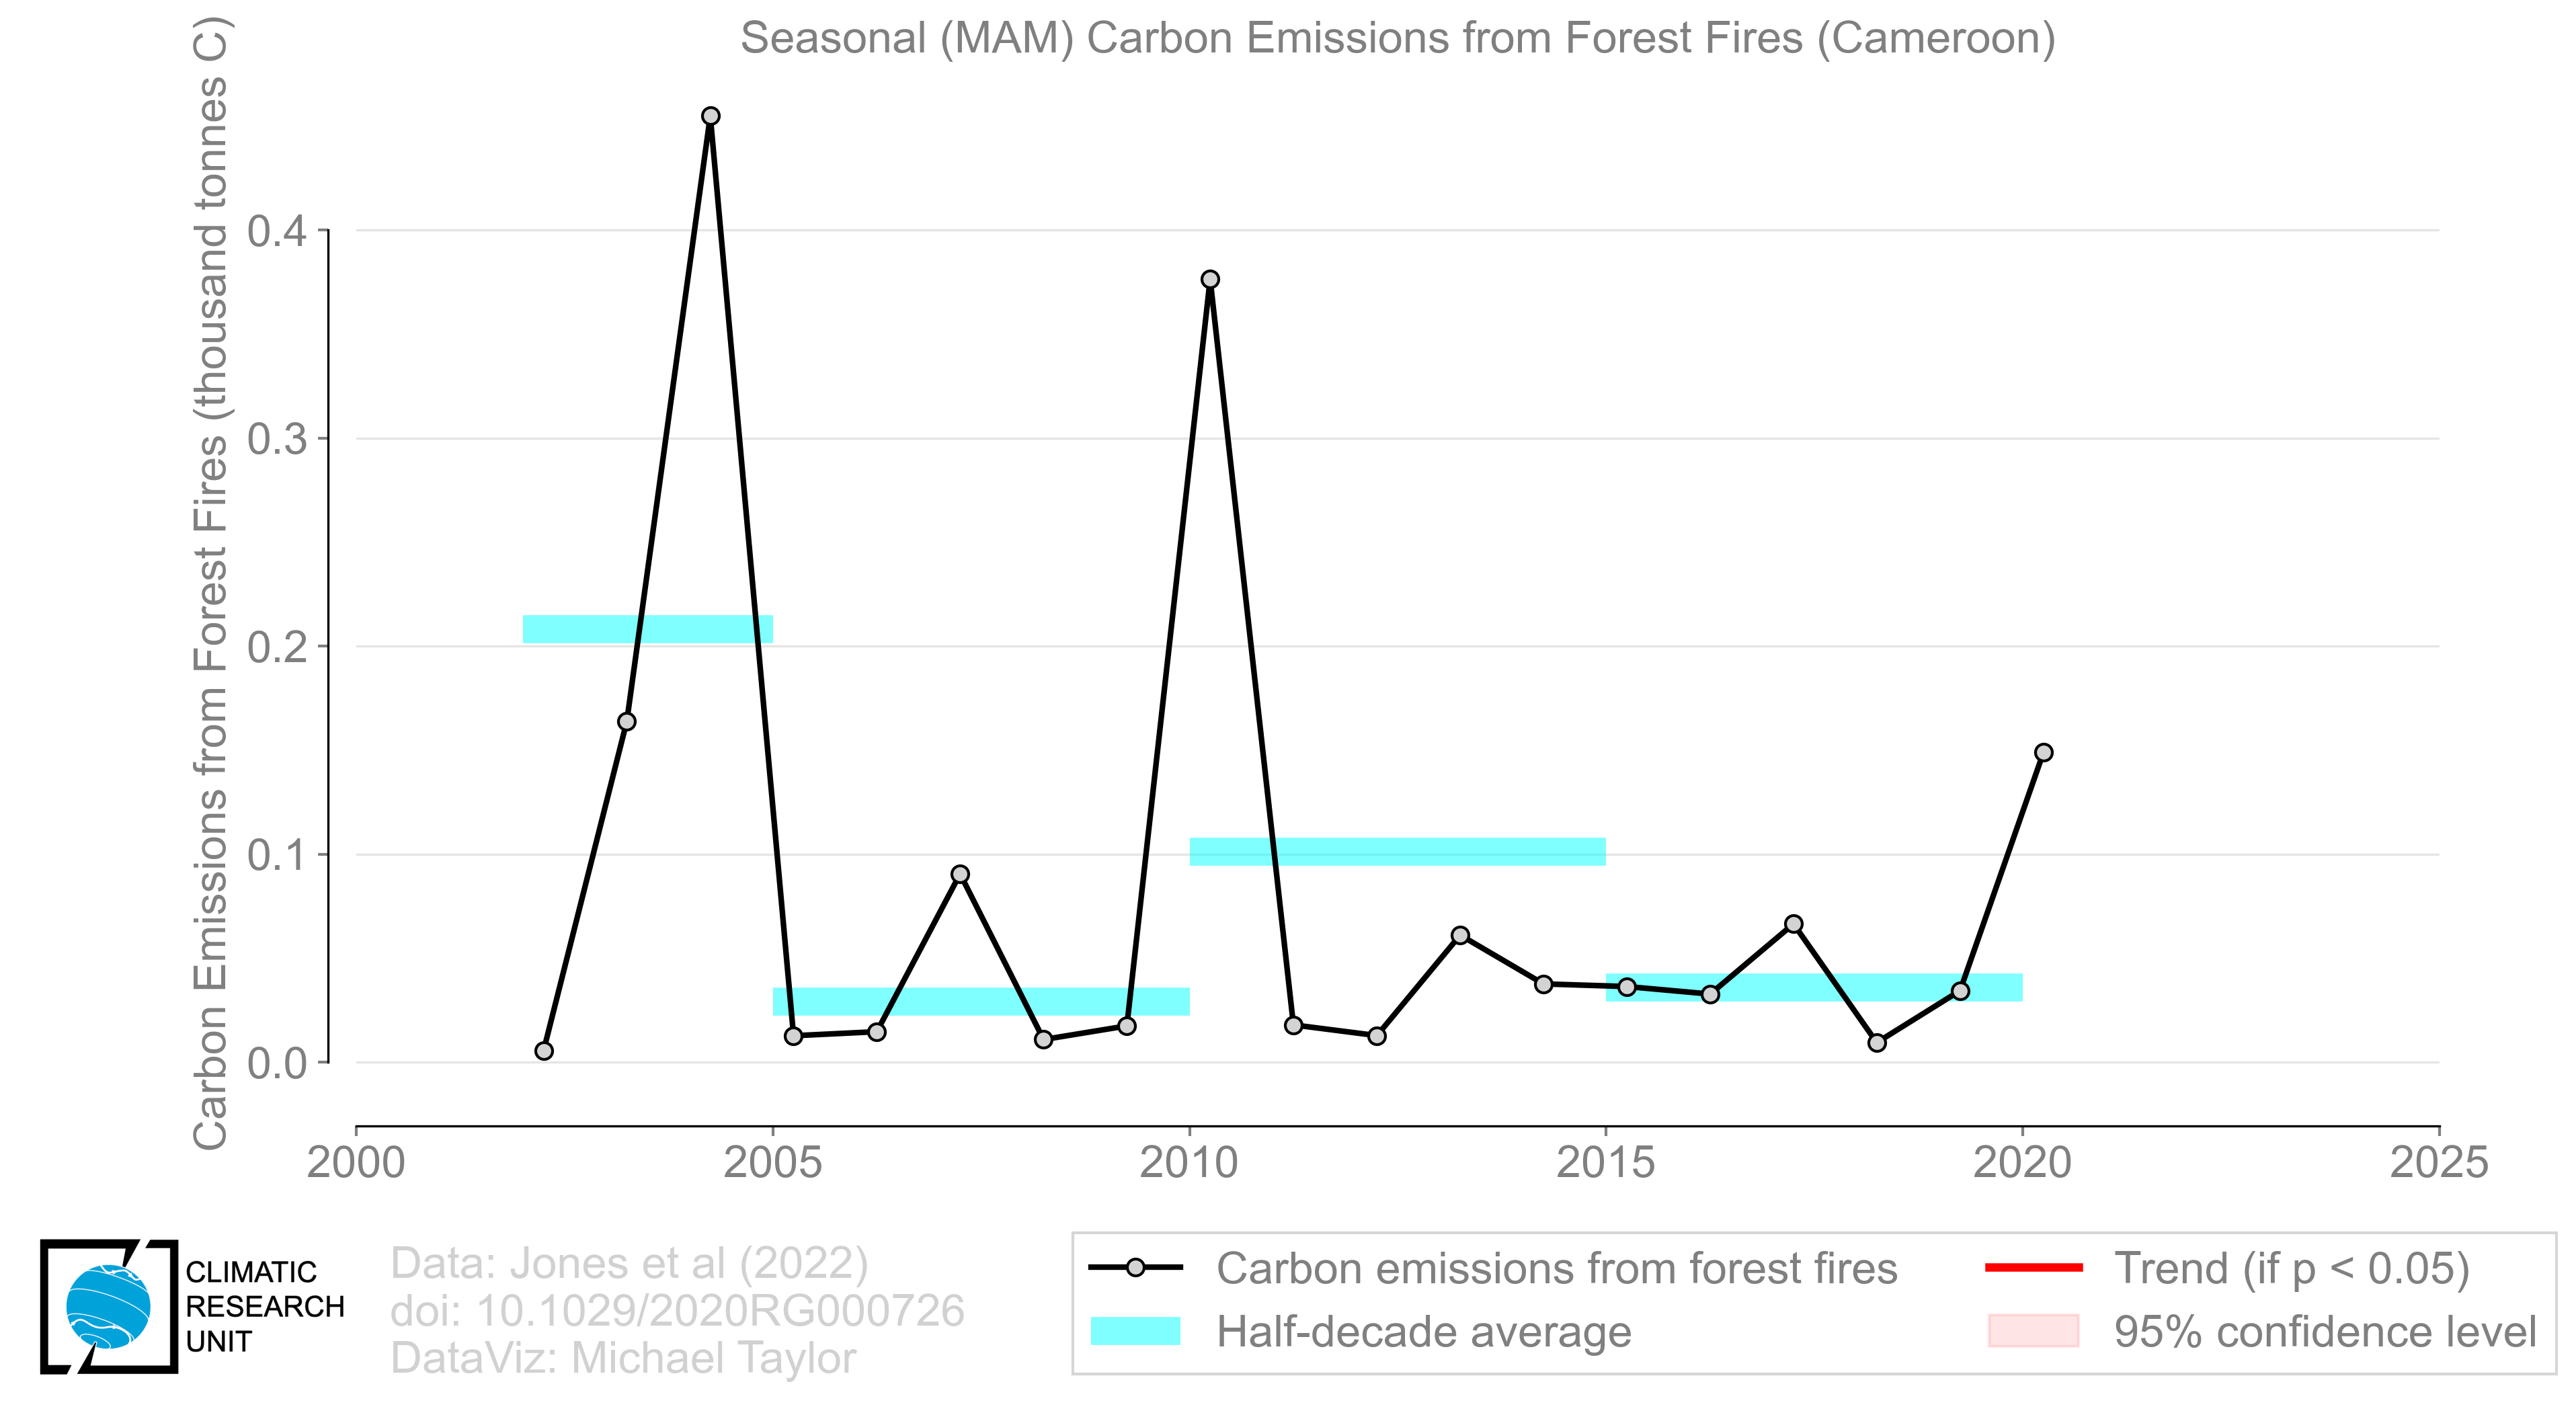 Seasonal (MAM) Carbon Emissions from Forest Fires (Cameroon)
Carbon Emissions from Forest Fires (thousand tonnes C)
0.4
0.3
0.2
0.1
0.0
2000 2005 2010 2015 2020 2025
CLIMATIC
RESEARCH
UNIT
Data: Jones et al (2022)
doi: 10.1029/2020RG000726
DataViz: Michael Taylor
Carbon emissions from forest fires
Half-decade average
Trend (if p < 0.05)
95% confidence level